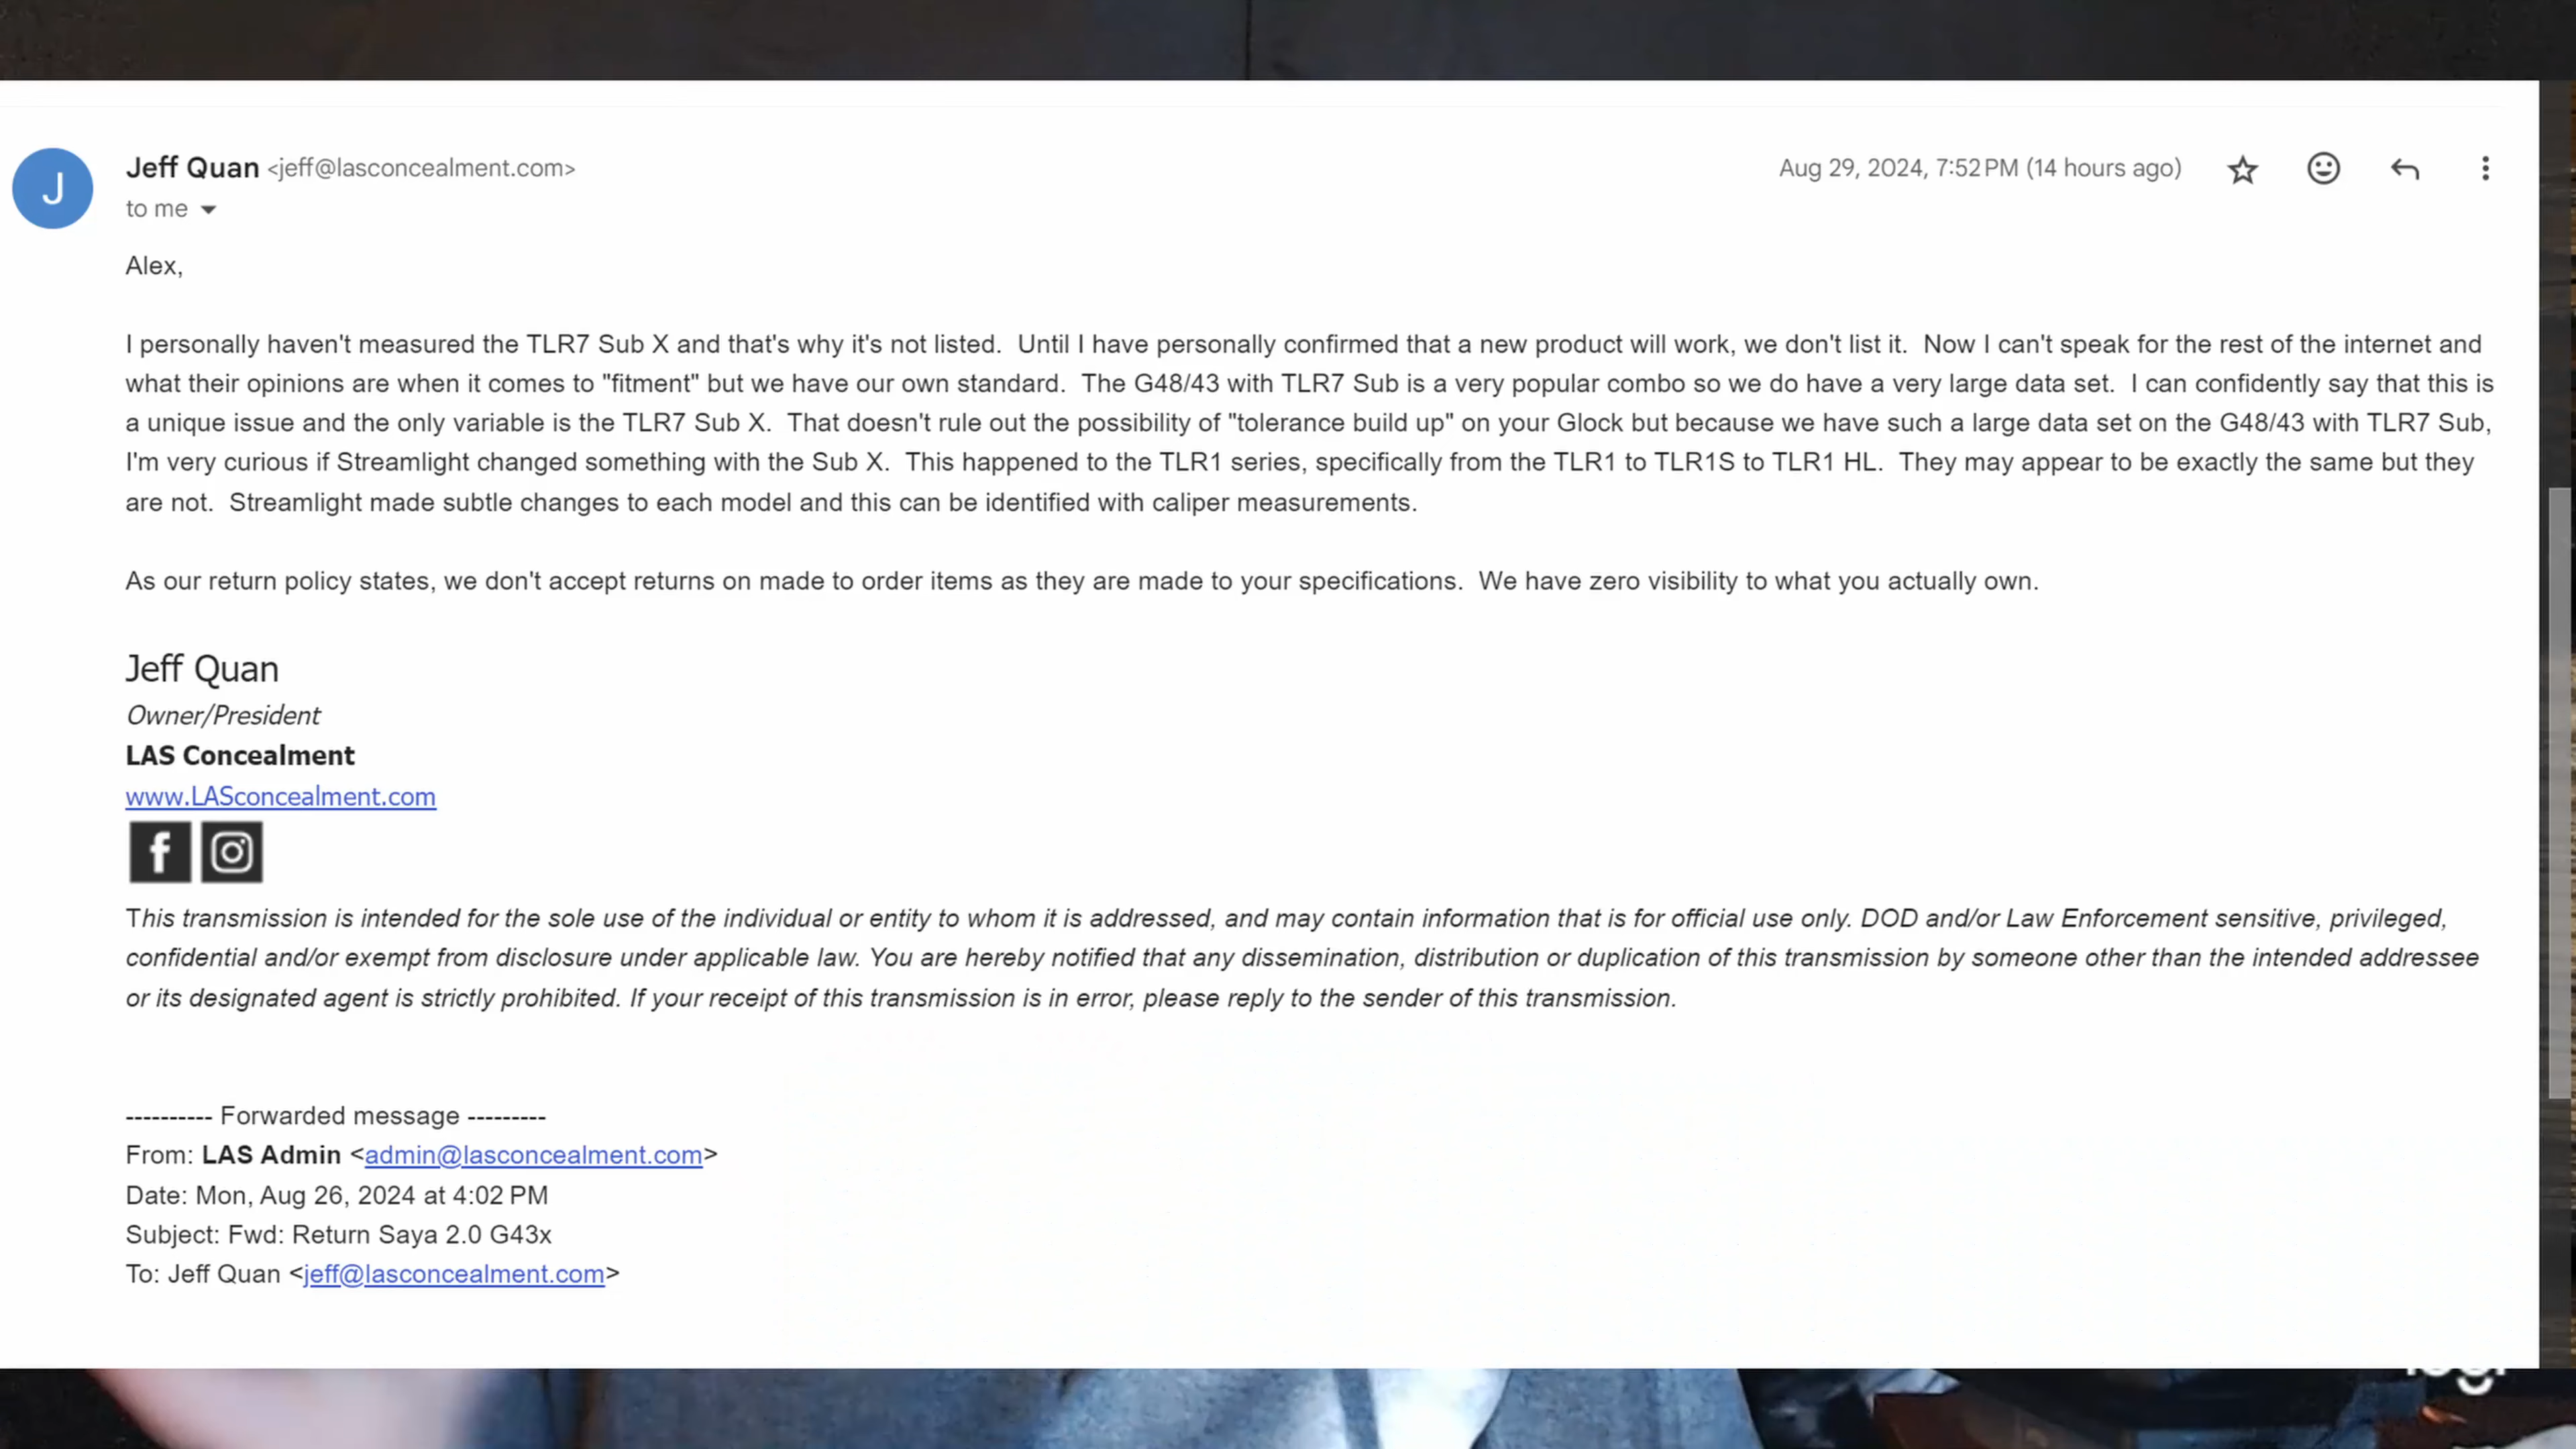 Jeff Quan <jeff@lasconcealment.com>
Aug 29, 2024, 7:52 PM (14 hours ago)
J
to me
Alex,
I personally haven't measured the TLR7 Sub X and that's why it's not listed.  Until I have personally confirmed that a new product will work, we don't list it.  Now I can't speak for the rest of the internet and
what their opinions are when it comes to "fitment" but we have our own standard.  The G48/43 with TLR7 Sub is a very popular combo so we do have a very large data set.  I can confidently say that this is
a unique issue and the only variable is the TLR7 Sub X.  That doesn't rule out the possibility of "tolerance build up" on your Glock but because we have such a large data set on the G48/43 with TLR7 Sub,
I'm very curious if Streamlight changed something with the Sub X.  This happened to the TLR1 series, specifically from the TLR1 to TLR1S to TLR1 HL.  They may appear to be exactly the same but they
are not.  Streamlight made subtle changes to each model and this can be identified with caliper measurements.
As our return policy states, we don't accept returns on made to order items as they are made to your specifications.  We have zero visibility to what you actually own.
Jeff Quan
Owner/President
LAS Concealment
www.LASconcealment.com
This transmission is intended for the sole use of the individual or entity to whom it is addressed, and may contain information that is for official use only. DOD and/or Law Enforcement sensitive, privileged,
confidential and/or exempt from disclosure under applicable law. You are hereby notified that any dissemination, distribution or duplication of this transmission by someone other than the intended addressee
or its designated agent is strictly prohibited. If your receipt of this transmission is in error, please reply to the sender of this transmission.
---------- Forwarded message ---------
From: LAS Admin <admin@lasconcealment.com>
Date: Mon, Aug 26, 2024 at 4:02 PM
Subject: Fwd: Return Saya 2.0 G43x
To: Jeff Quan <jeff@lasconcealment.com>